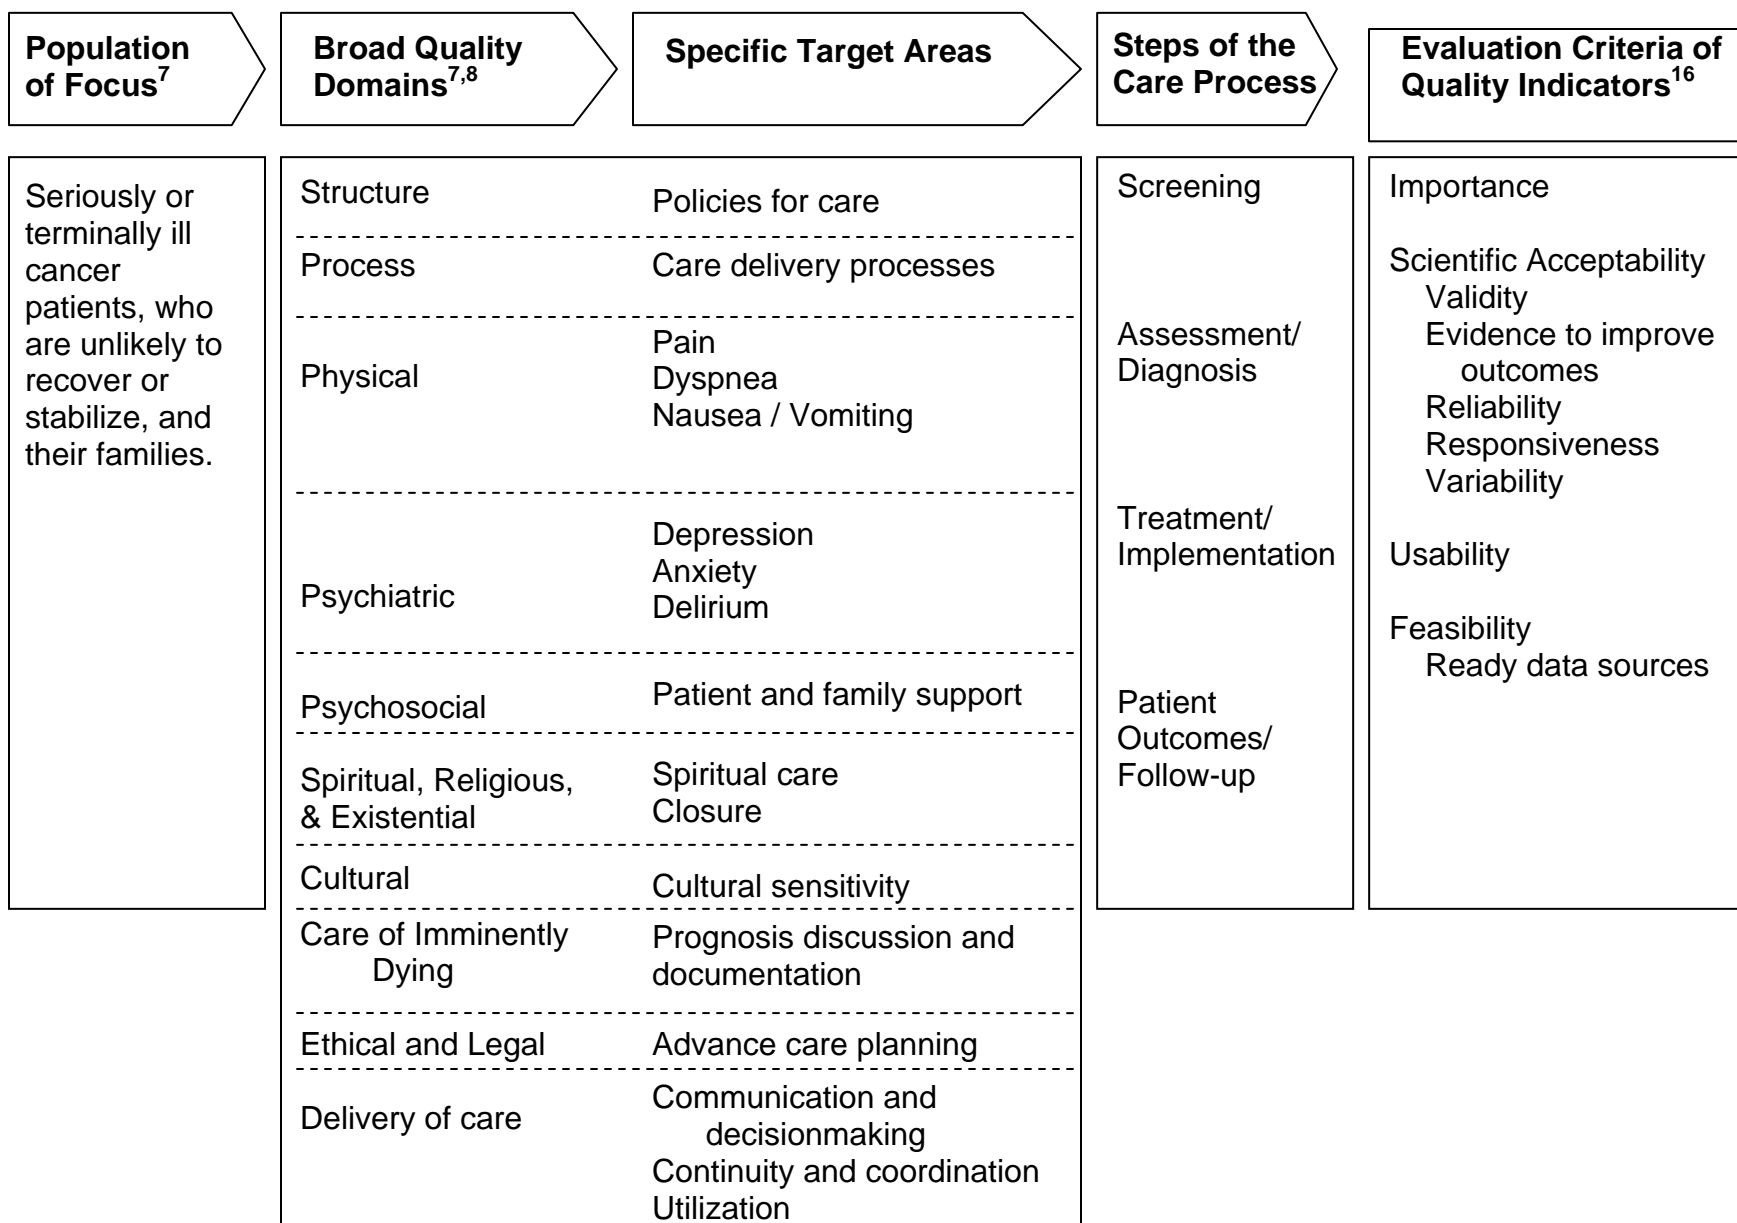 Population
of Focus7
Broad Quality
Domains7,8
Specific Target Areas
Steps of the
Care Process
Evaluation Criteria of
Quality Indicators16
Seriously or
terminally ill
cancer
patients, who
are unlikely to
recover or
stabilize, and
their families.
Structure
Policies for care
Process
Care delivery processes
Physical
Pain
Dyspnea
Nausea / Vomiting
Psychiatric
Depression
Anxiety
Delirium
Psychosocial
Patient and family support
Spiritual, Religious,
& Existential
Spiritual care
Closure
Cultural
Cultural sensitivity
Care of Imminently
Dying
Prognosis discussion and
documentation
Ethical and Legal
Advance care planning
Delivery of care
Communication and
decisionmaking
Continuity and coordination
Utilization
Screening
Assessment/
Diagnosis
Treatment/
Implementation
Patient
Outcomes/
Follow-up
Importance
Scientific Acceptability
Validity
Evidence to improve
outcomes
Reliability
Responsiveness
Variability
Usability
Feasibility
Ready data sources